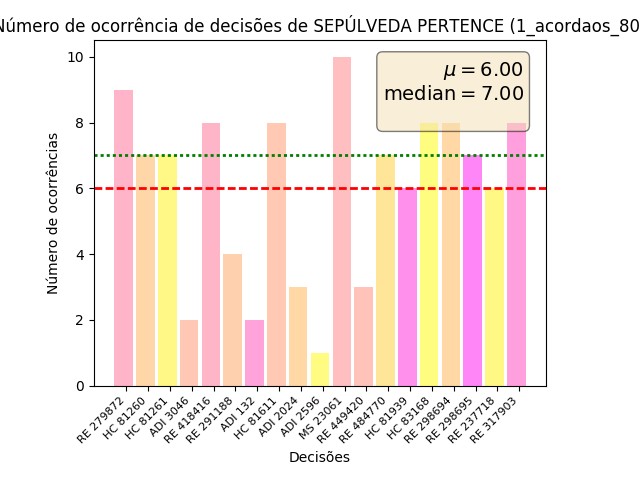 Número de ocorrência de decisões de SEPÚLVEDA PERTENCE (1_acordaos_80
μ = 6.00
median = 7.00
Número de ocorrências
10
8
6
4
2
0
RE 279872
HC 81260
HC 81261
ADI 3046
RE 418416
RE 291188
ADI 132
HC 81611
ADI 2024
ADI 2596
MS 23061
RE 449420
RE 484770
HC 81939
HC 83168
RE 298694
RE 298695
RE 237718
RE 317903
Decisões